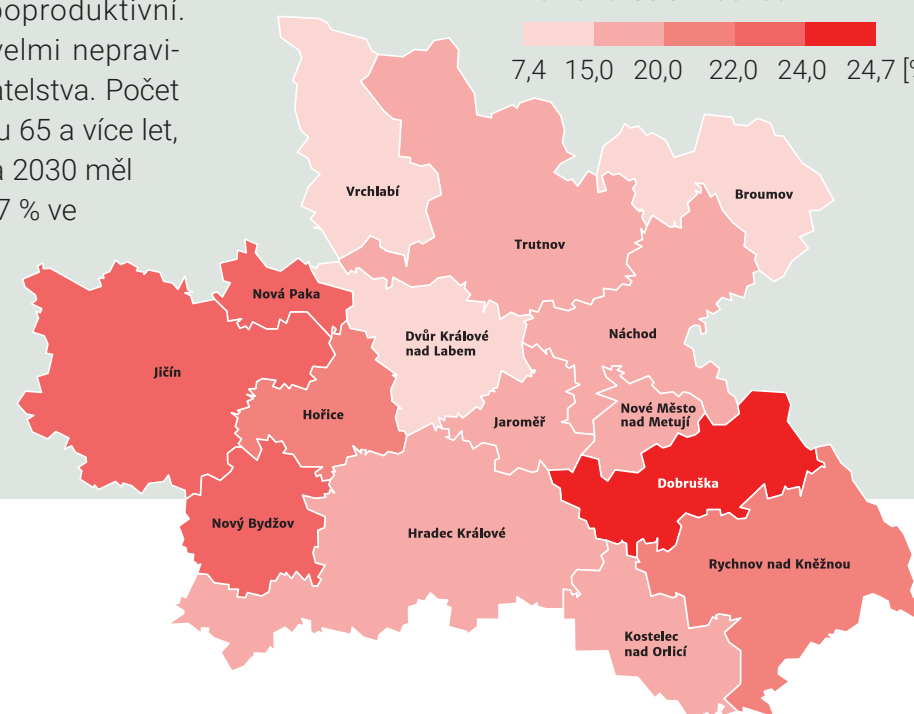 poproduktivní.
velmi nepravi-
atelstva. Počet
u 65 a více let,
a 2030 měl
7 % ve
7,4 15,0 20,0 22,0 24,0 24,7 [%
Vrchlabí
Broumov
Trutnov
Nová Paka
Náchod
Dvůr Králové
nad Labem
Jičín
Hořice
Jaroměř
Nové Město
nad Metují
Dobruška
Nový Bydžov
Hradec Králové
Rychnov nad Kněžnou
Kostelec
nad Orlicí